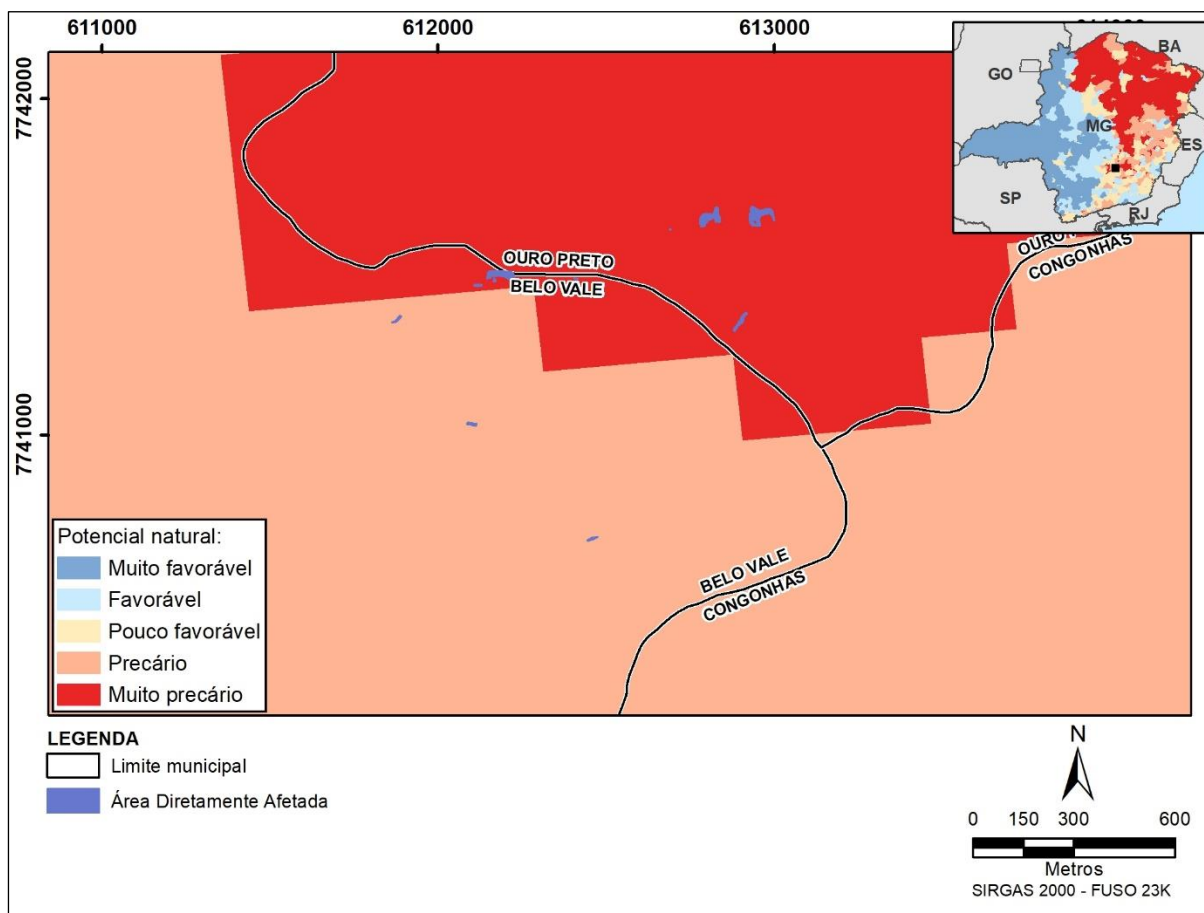 611000
612000
613000
7742000
7741000
GO
BA
MG
ES
SP
RJ
OURO PRETO
BELO VALE
CONGONHAS
BELO VALE
CONGONHAS
Potencial natural:
Muito favorável
Favorável
Pouco favorável
Precário
Muito precário
LEGENDA
Limite municipal
Área Diretamente Afetada
N
0 150 300 600
Metros
SIRGAS 2000 - FUSO 23K